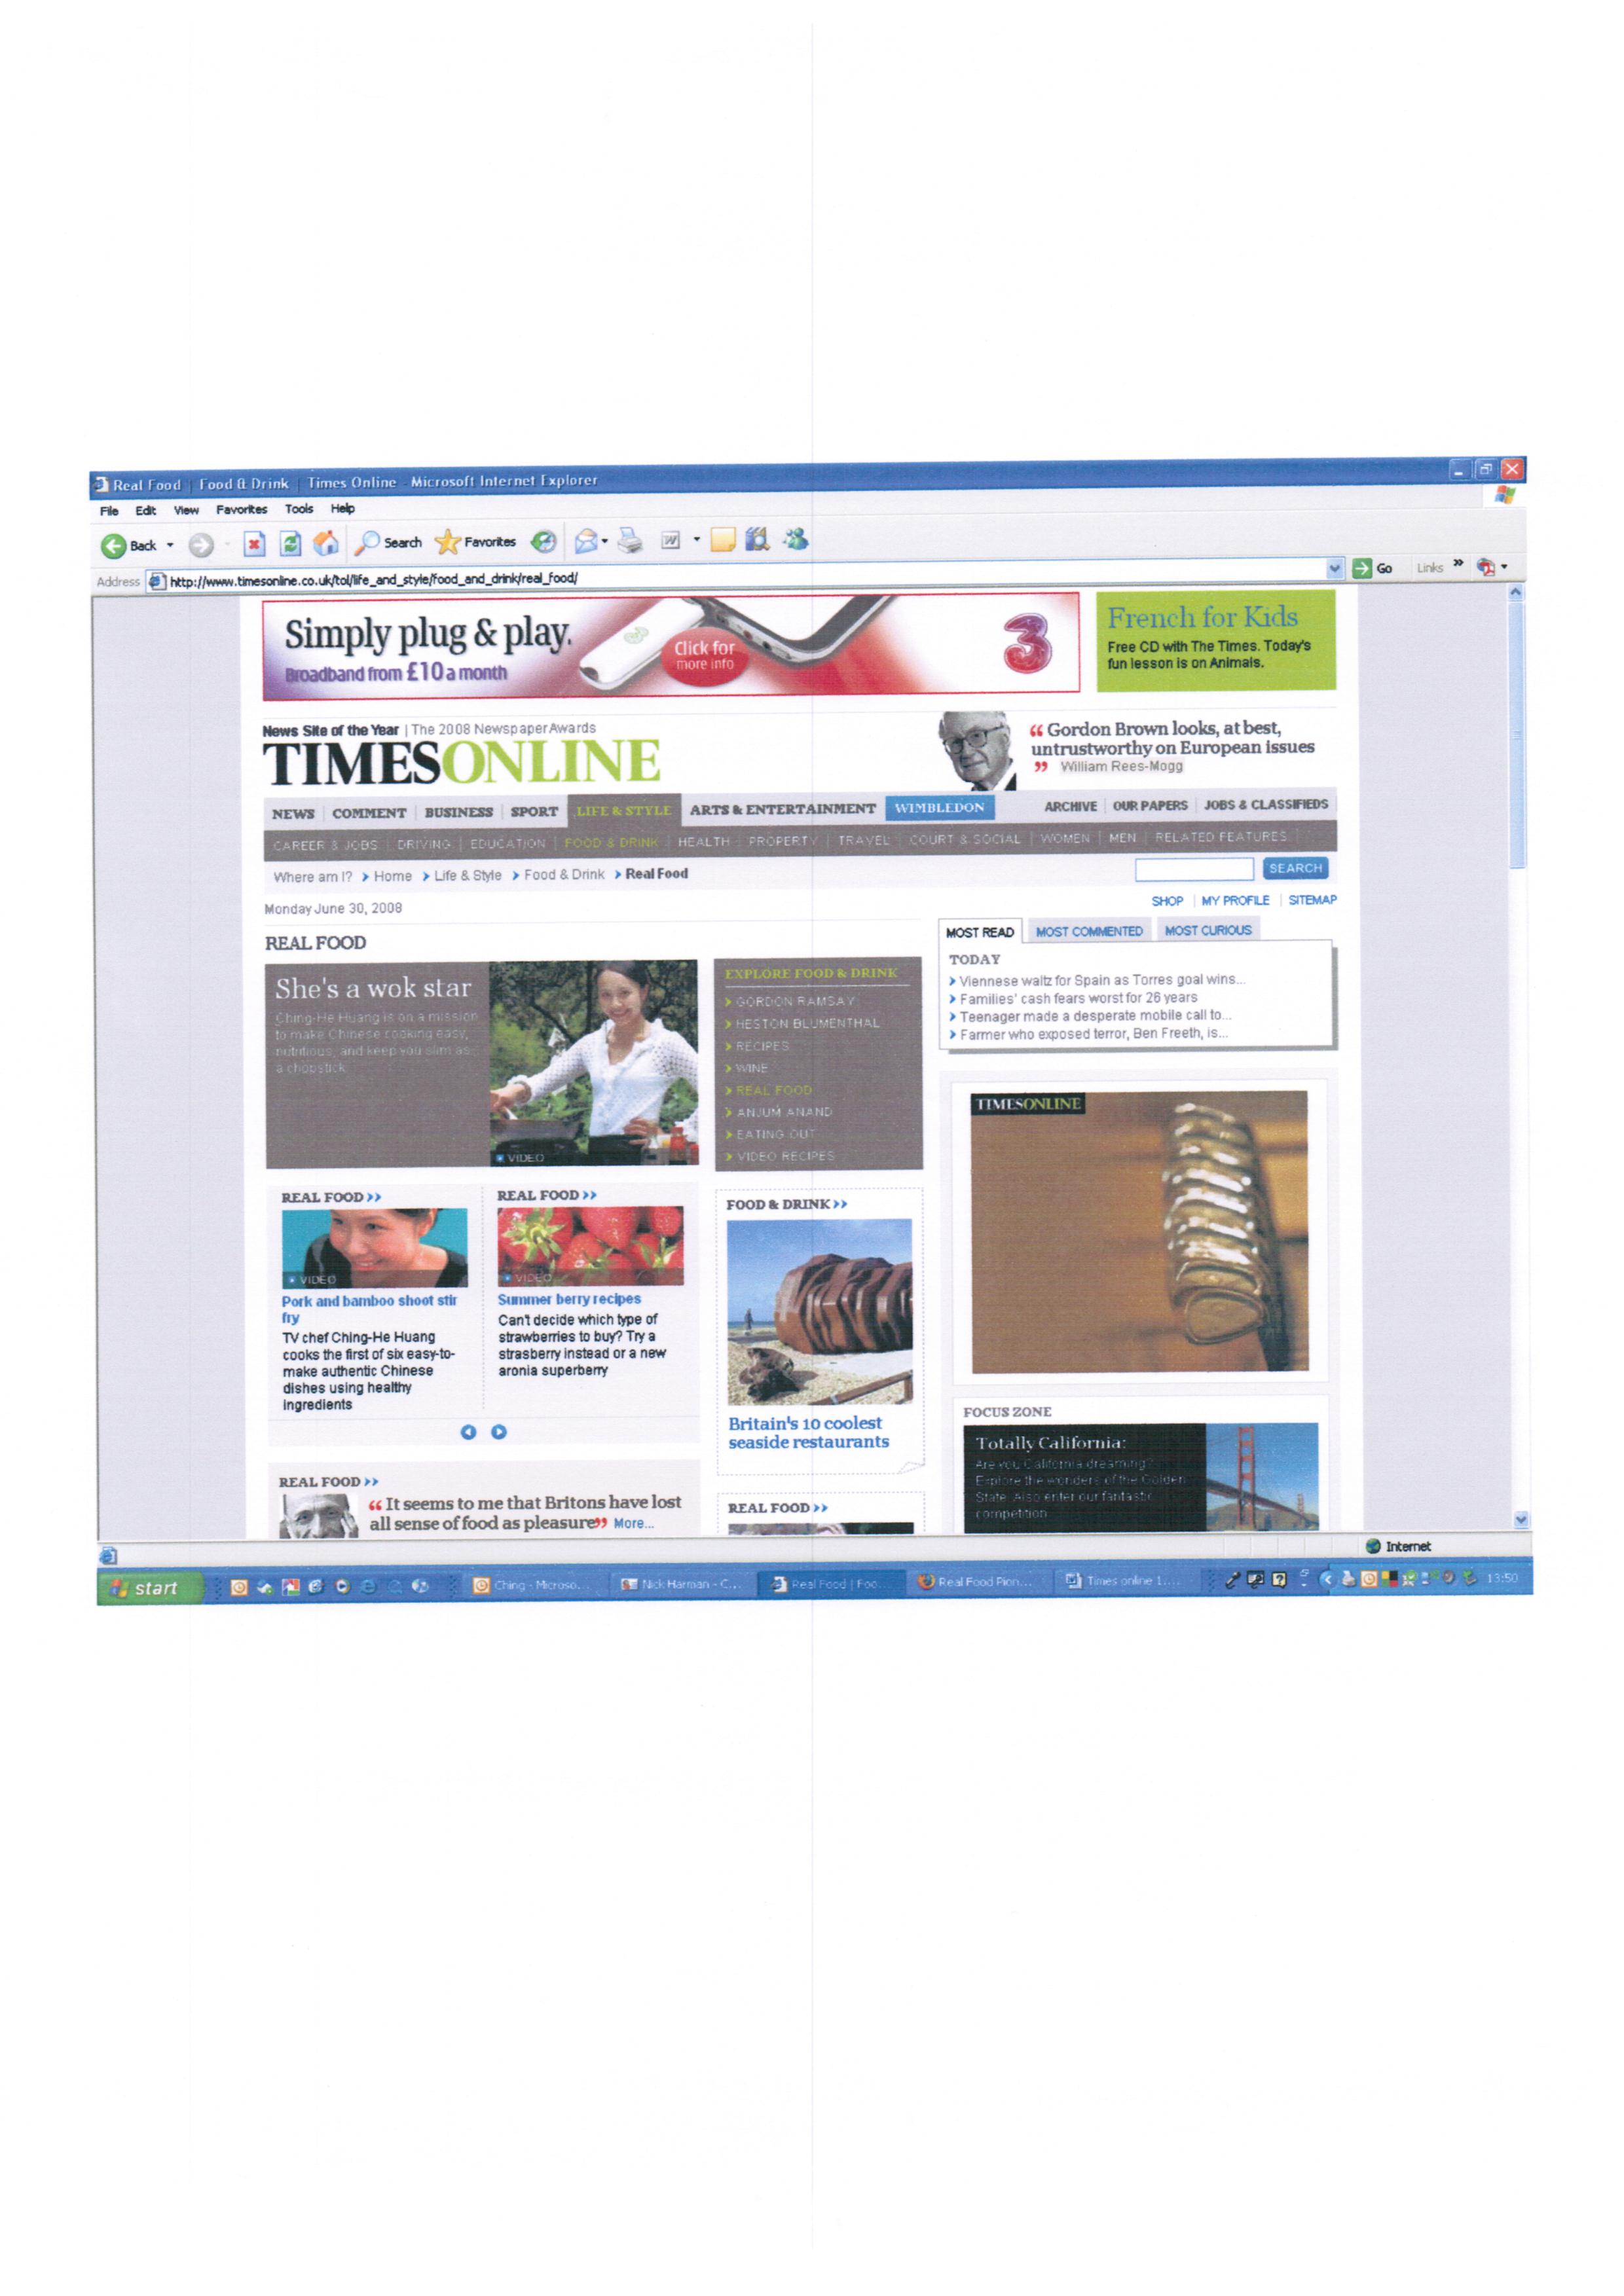 Real Food | Food & Drink | Times Online - Microsoft Internet Explorer
File Edit View Favorites Tools Help
Back Search Favorites
Address http://www.timesonline.co.uk/tol/life_and_style/food_and_drink/real_food/ Go Links »
Simply plug & play.
Broadband from £10 a month
Click for
more info
3
French for Kids
Free CD with The Times. Today's
fun lesson is on Animals.
News Site of the Year | The 2008 Newspaper Awards
TIMESONLINE
“ Gordon Brown looks, at best,
untrustworthy on European issues
” William Rees-Mogg
NEWS | COMMENT | BUSINESS | SPORT | LIFE & STYLE | ARTS & ENTERTAINMENT | WIMBLEDON
ARCHIVE | OUR PAPERS | JOBS & CLASSIFIEDS
CAREER & JOBS | DRIVING | EDUCATION | FOOD & DRINK | HEALTH | PROPERTY | TRAVEL | COURT & SOCIAL | WOMEN | MEN | RELATED FEATURES
Where am I? > Home > Life & Style > Food & Drink > Real Food
SEARCH
Monday June 30, 2008
SHOP | MY PROFILE | SITEMAP
REAL FOOD
She's a wok star
Ching-He Huang is on a mission
to make Chinese cooking easy,
nutritious, and keep you slim as
a chopstick
VIDEO
EXPLORE FOOD & DRINK
> GORDON RAMSAY
> HESTON BLUMENTHAL
> RECIPES
> WINE
> REAL FOOD
> ANJUM ANAND
> EATING OUT
> VIDEO RECIPES
MOST READ MOST COMMENTED MOST CURIOUS
TODAY
> Viennese waltz for Spain as Torres goal wins...
> Families' cash fears worst for 26 years
> Teenager made a desperate mobile call to...
> Farmer who exposed terror, Ben Freeth, is...
TIMESONLINE
REAL FOOD >>
VIDEO
Pork and bamboo shoot stir
fry
TV chef Ching-He Huang
cooks the first of six easy-to-
make authentic Chinese
dishes using healthy
ingredients
REAL FOOD >>
VIDEO
Summer berry recipes
Can't decide which type of
strawberries to buy? Try a
strasberry instead or a new
aronia superberry
FOOD & DRINK >>
Britain's 10 coolest
seaside restaurants
FOCUS ZONE
Totally California:
Are you California dreaming?
Explore the wonders of the Golden
State. Also enter our fantastic
competition
REAL FOOD >>
“ It seems to me that Britons have lost
all sense of food as pleasure” More...
REAL FOOD >>
Internet
start
Ching - Microso...
Nick Harman - C...
Real Food | Foo...
Real Food Pion...
Times online 1....
13:50